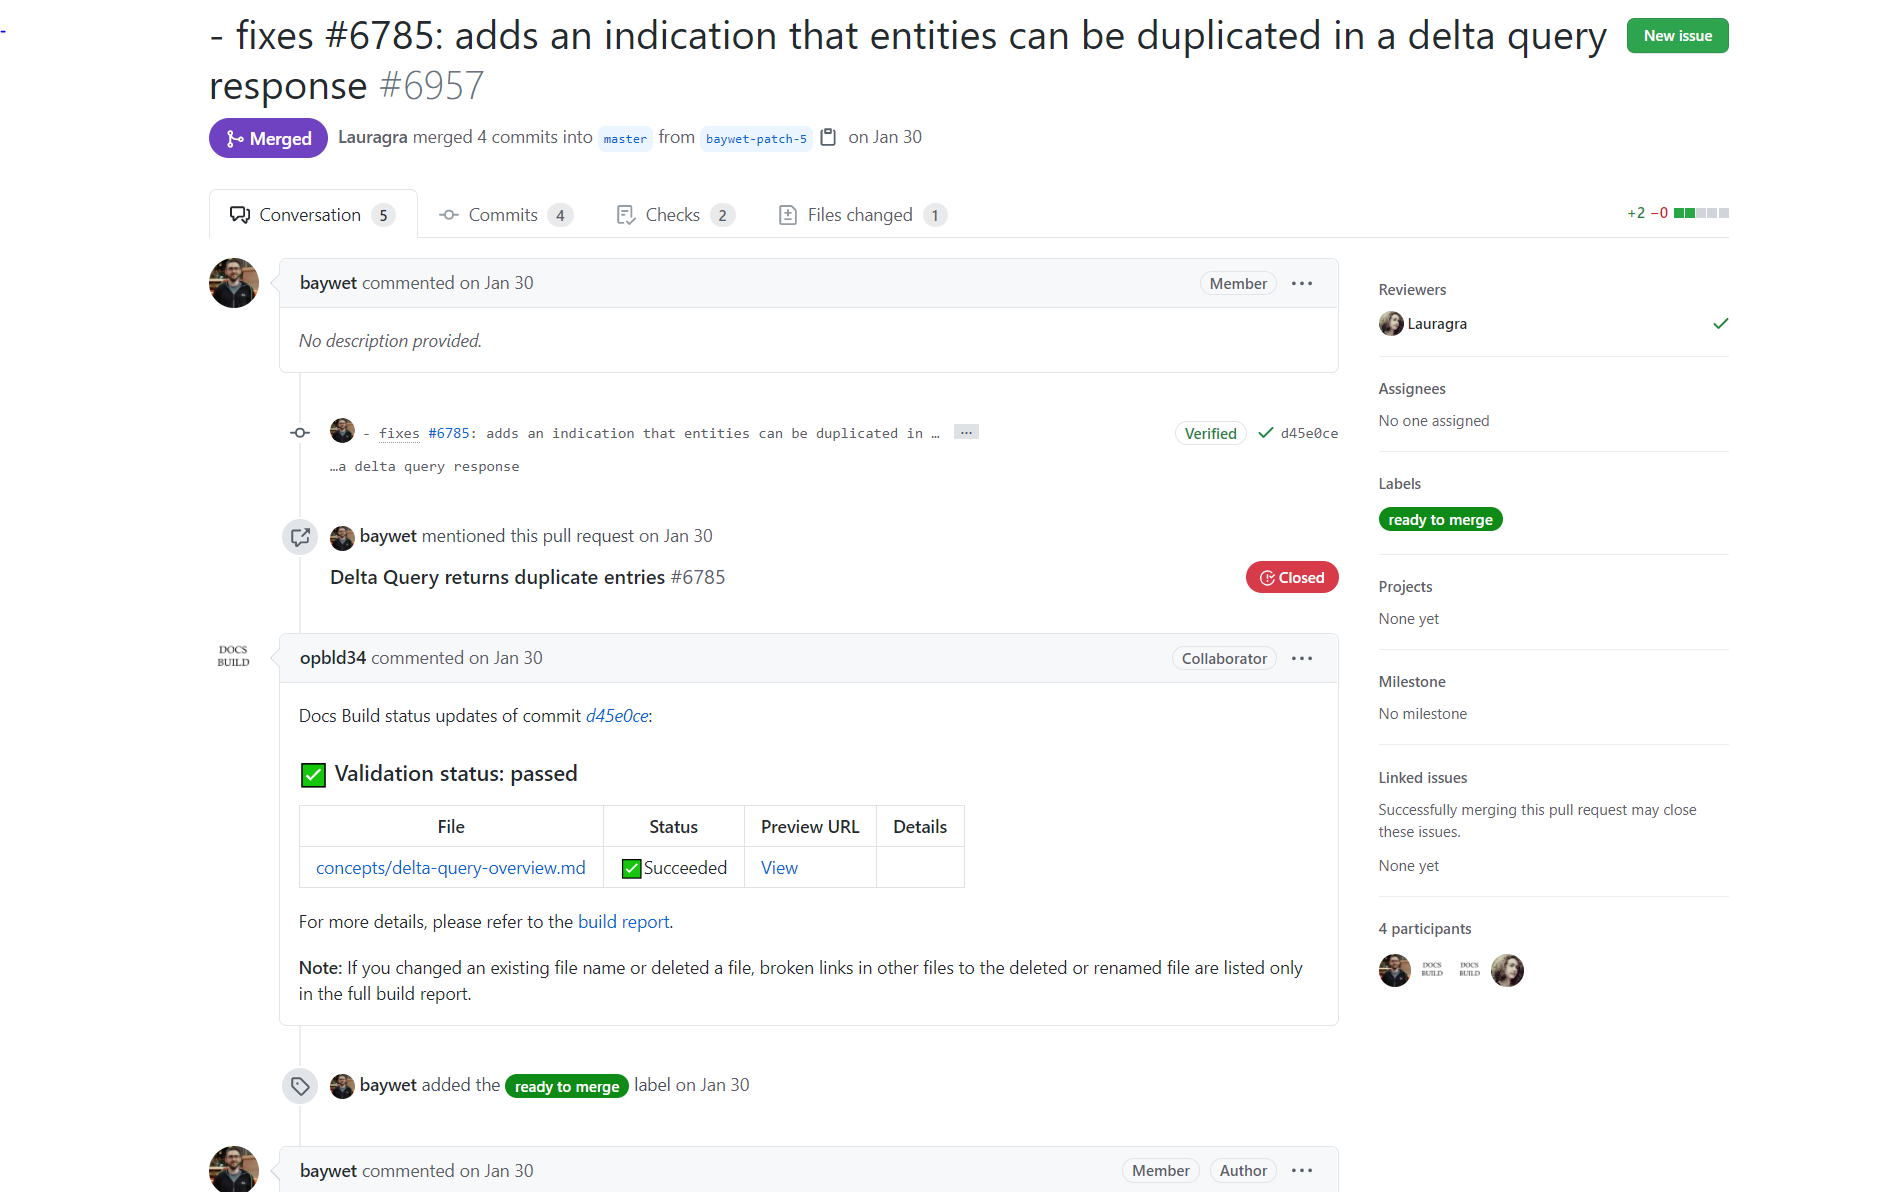 - fixes #6785: adds an indication that entities can be duplicated in a delta query
response #6957
New issue
Merged
Lauragra merged 4 commits into master from baywet-patch-5 on Jan 30
Conversation 5
Commits 4
Checks 2
Files changed 1
+2 −0
baywet commented on Jan 30
Member
No description provided.
- fixes #6785: adds an indication that entities can be duplicated in …
Verified
d45e0ce
…a delta query response
baywet mentioned this pull request on Jan 30
Delta Query returns duplicate entries #6785
Closed
DOCS
BUILD
opbld34 commented on Jan 30
Collaborator
Docs Build status updates of commit d45e0ce:
✅ Validation status: passed
File Status Preview URL Details
concepts/delta-query-overview.md ✅Succeeded View
For more details, please refer to the build report.
Note: If you changed an existing file name or deleted a file, broken links in other files to the deleted or renamed file are listed only
in the full build report.
baywet added the ready to merge label on Jan 30
baywet commented on Jan 30
Member
Author
Reviewers
Lauragra
Assignees
No one assigned
Labels
ready to merge
Projects
None yet
Milestone
No milestone
Linked issues
Successfully merging this pull request may close
these issues.
None yet
4 participants
DOCS
BUILD
DOCS
BUILD